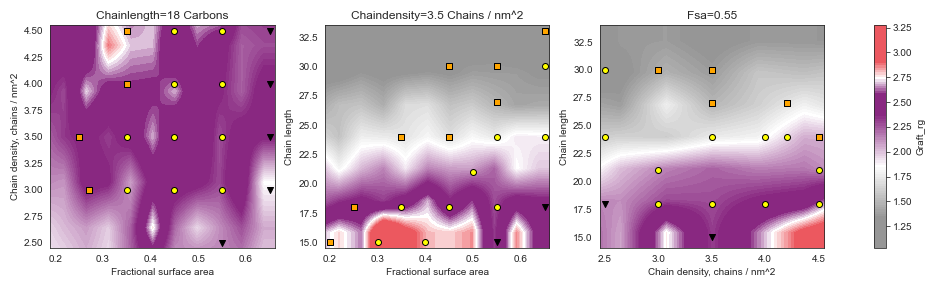 Chainlength=18 Carbons
Chain density, chains / nm^2
4.50
4.25
4.00
3.75
3.50
3.25
3.00
2.75
2.50
0.2 0.3 0.4 0.5 0.6
Fractional surface area
Chaindensity=3.5 Chains / nm^2
Chain length
32.5
30.0
27.5
25.0
22.5
20.0
17.5
15.0
0.2 0.3 0.4 0.5 0.6
Fractional surface area
Fsa=0.55
Chain length
32.5
30.0
27.5
25.0
22.5
20.0
17.5
15.0
2.5 3.0 3.5 4.0 4.5
Chain density, chains / nm^2
3.25
3.00
2.75
2.50
2.25
2.00
1.75
1.50
1.25
Graft_rg